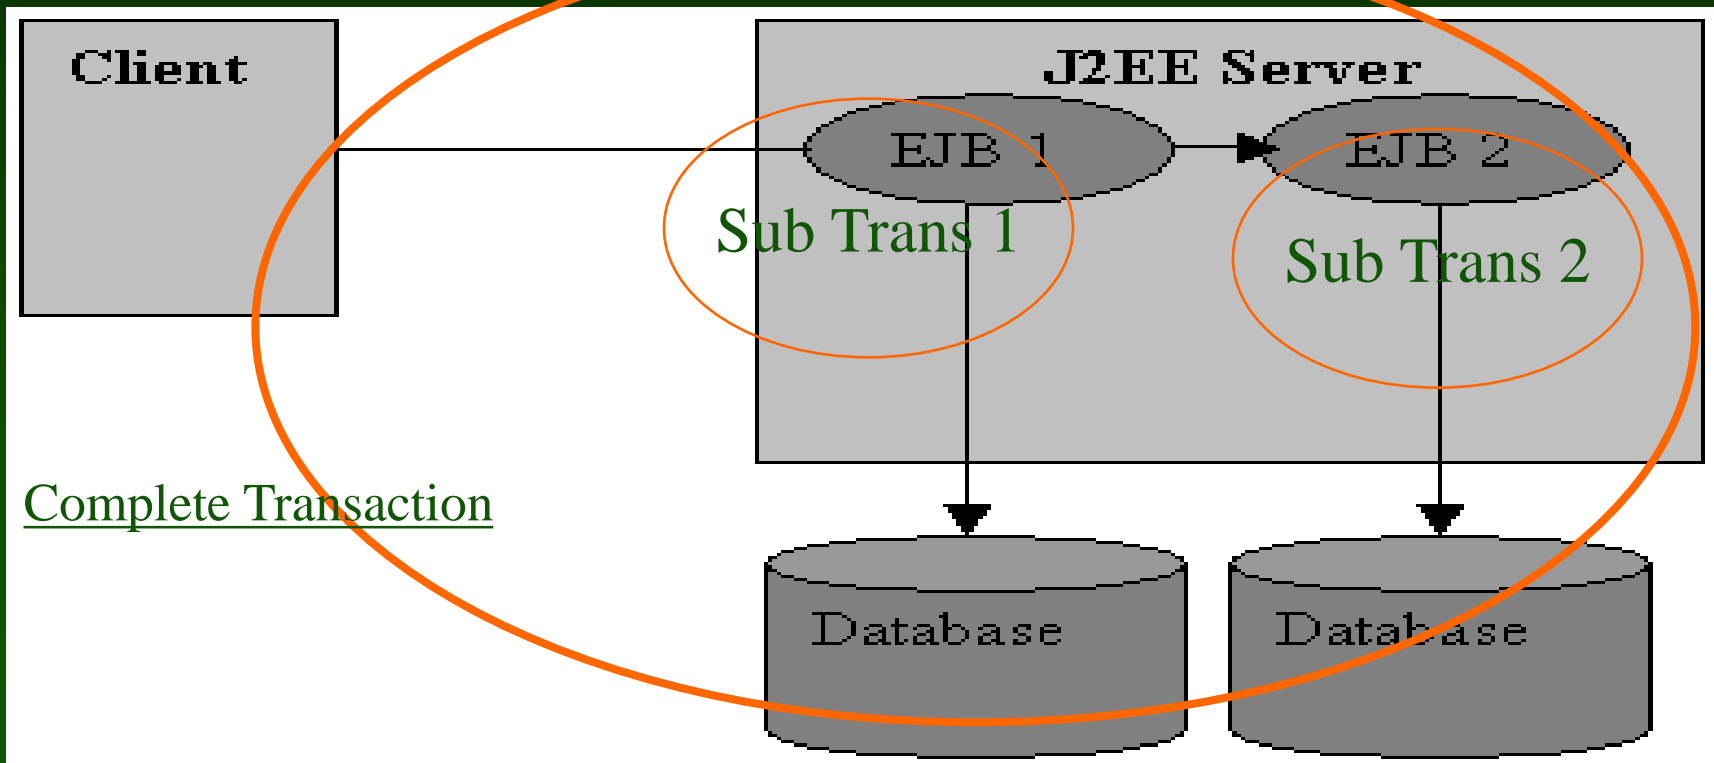 Client
J2EE Server
EJB 1
EJB 2
Sub Trans 1
Sub Trans 2
Complete Transaction
Database
Database